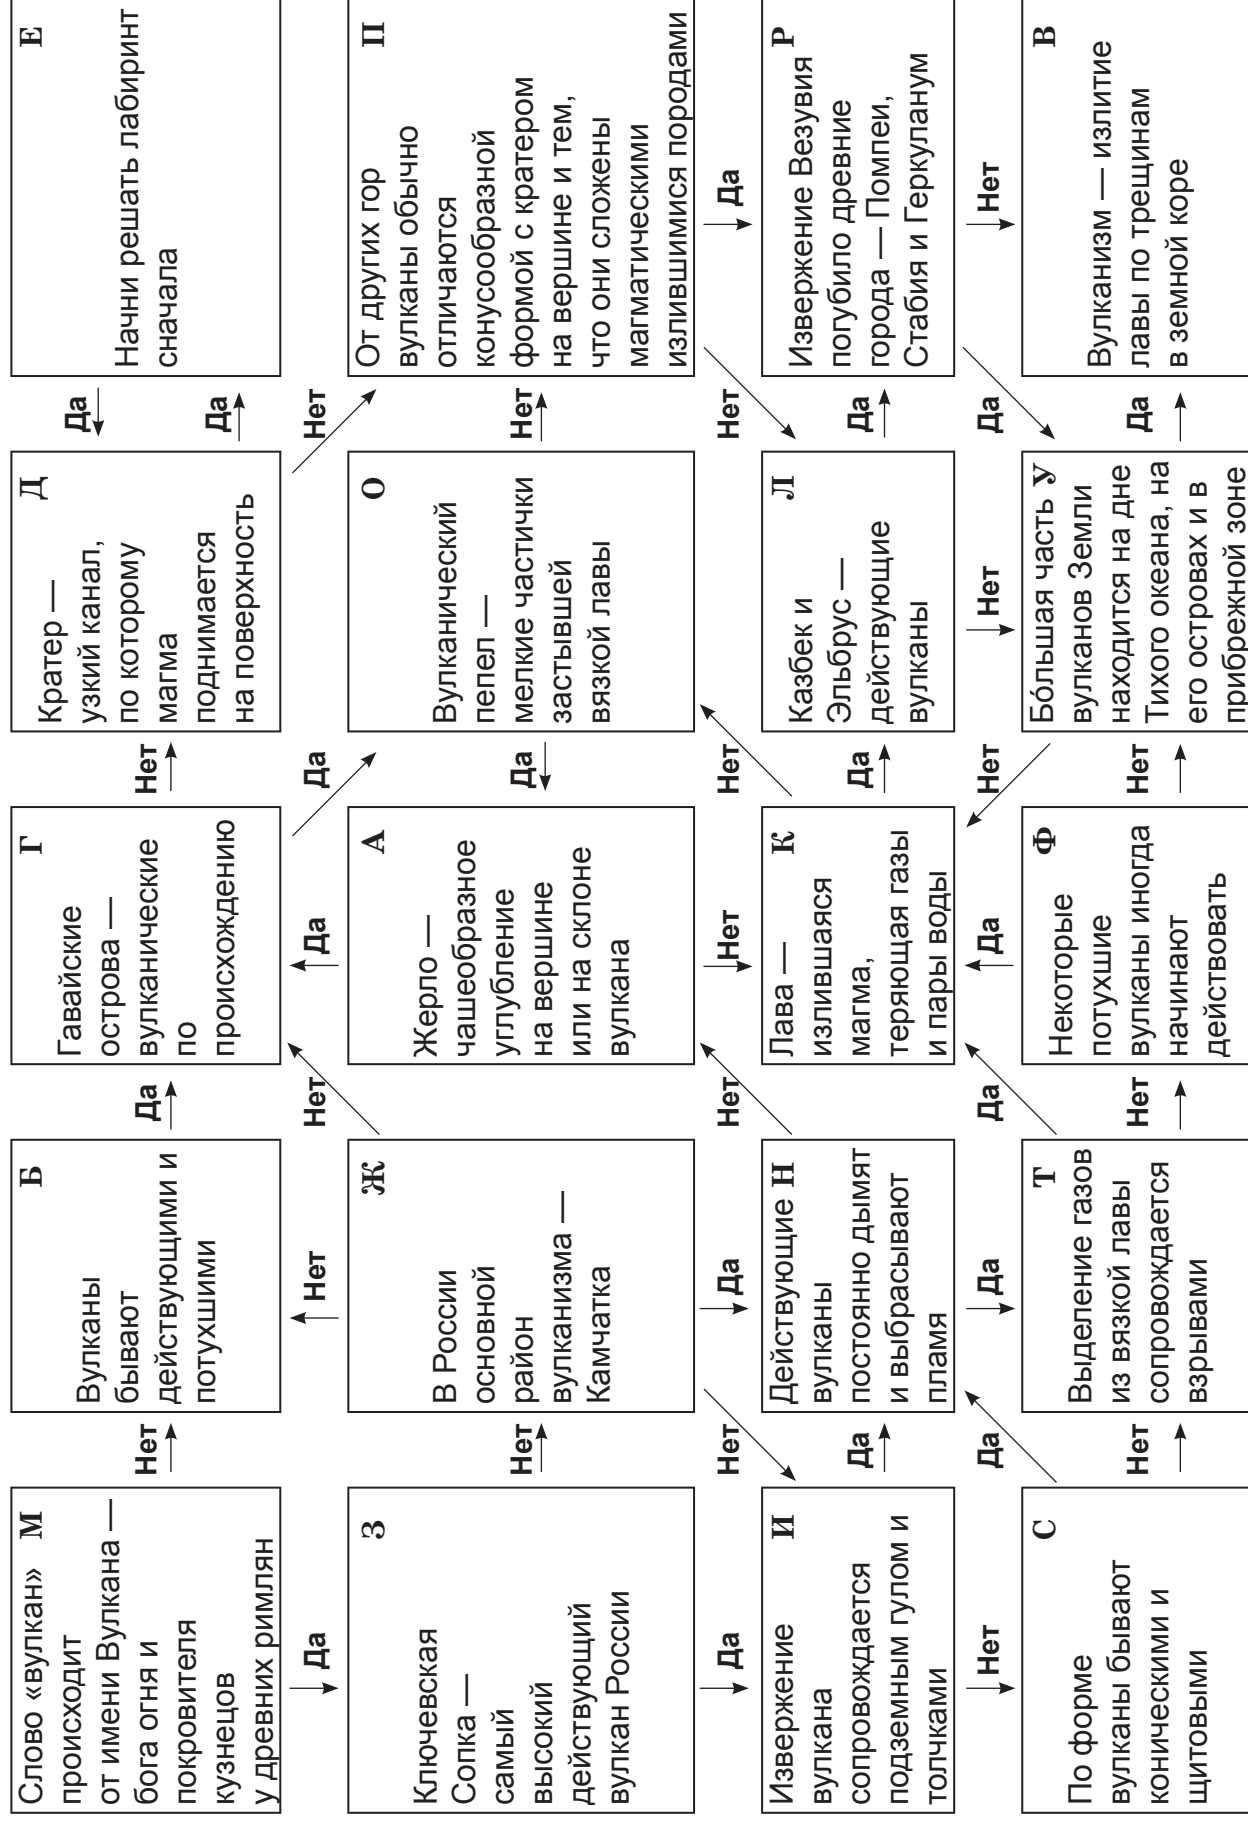 Слово «вулкан» М
происходит
от имени Вулкана —
бога огня и
покровителя
кузнецов
у древних римлян
Нет
Б
Вулканы
бывают
действующими и
потухшими
Да
Г
Гавайские
острова —
вулканические
по
происхождению
Нет
Д
Кратер —
узкий канал,
по которому
магма
поднимается
на поверхность
Да
Да
Е
Начни решать лабиринт
сначала
Да
Нет
Нет
Да
Да
Нет
З
Ключевская
Сопка —
самый
высокий
действующий
вулкан России
Нет
Ж
В России
основной
район
вулканизма —
Камчатка
А
Жерло —
чашеобразное
углубление
на вершине
или на склоне
вулкана
Да
О
Вулканический
пепел —
мелкие частички
застывшей
вязкой лавы
Нет
П
От других гор
вулканы обычно
отличаются
конусообразной
формой с кратером
на вершине и тем,
что они сложены
магматическими
излившимися породами
Да
Нет
Да
Нет
Нет
Нет
Нет
Да
И
Извержение
вулкана
сопровождается
подземным гулом и
толчками
Да
Действующие Н
вулканы
постоянно дымят
и выбрасывают
пламя
К
Лава —
излившаяся
магма,
теряющая газы
и пары воды
Да
Л
Казбек и
Эльбрус —
действующие
вулканы
Да
Р
Извержение Везувия
погубило древние
города — Помпеи,
Стабия и Геркуланум
Нет
Да
Да
Да
Да
Нет
Нет
Да
Нет
С
По форме
вулканы бывают
коническими и
щитовыми
Нет
Т
Выделение газов
из вязкой лавы
сопровождается
взрывами
Нет
Ф
Некоторые
потухшие
вулканы иногда
начинают
действовать
Нет
Бо́льшая часть У
вулканов Земли
находится на дне
Тихого океана, на
его островах и в
прибрежной зоне
Да
В
Вулканизм — излитие
лавы по трещинам
в земной коре